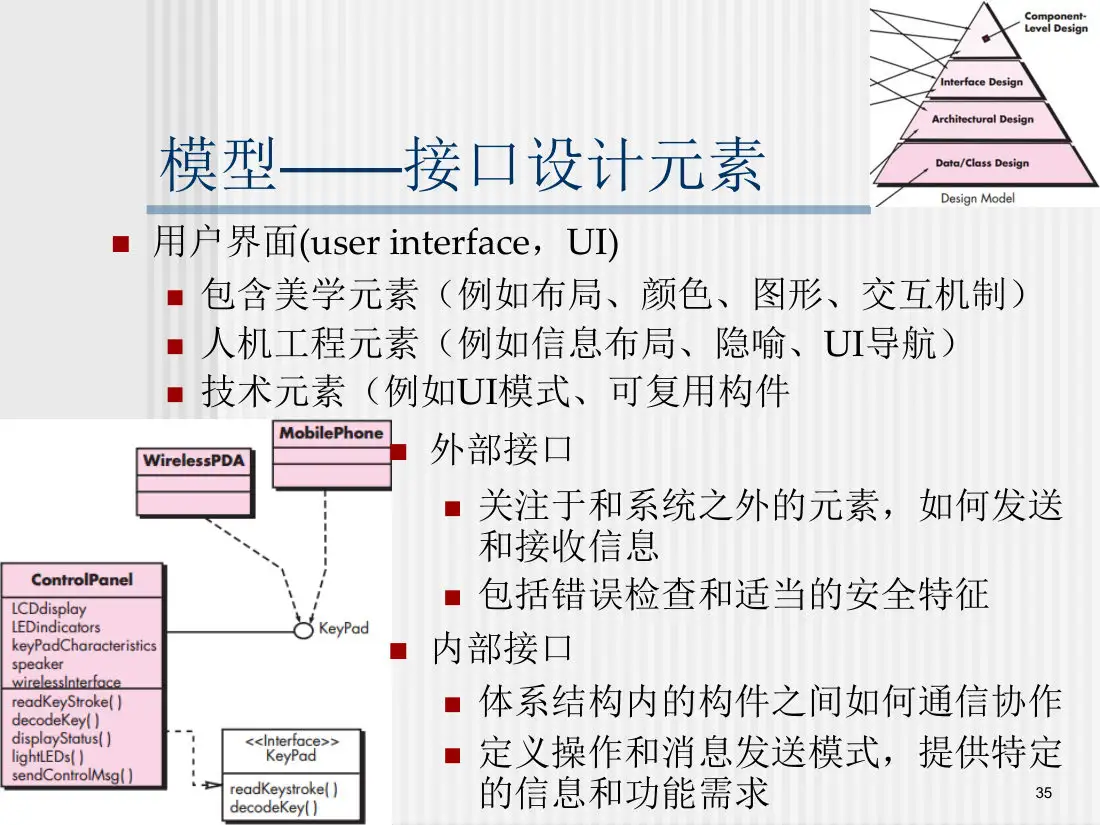 Component-
Level Design
Interface Design
Architectural Design
Data/Class Design
Design Model
模型——接口设计元素
用户界面(user interface，UI)
包含美学元素（例如布局、颜色、图形、交互机制）
人机工程元素（例如信息布局、隐喻、UI导航）
技术元素（例如UI模式、可复用构件
外部接口
关注于和系统之外的元素，如何发送
和接收信息
包括错误检查和适当的安全特征
内部接口
体系结构内的构件之间如何通信协作
定义操作和消息发送模式，提供特定
的信息和功能需求
MobilePhone
WirelessPDA
ControlPanel
LCDdisplay
LEDindicators
keyPadCharacteristics
speaker
wirelessInterface
readKeyStroke( )
decodeKey( )
displayStatus( )
lightLEDs( )
sendControlMsg( )
KeyPad
<<Interface>>
KeyPad
readKeystroke( )
decodeKey( )
35